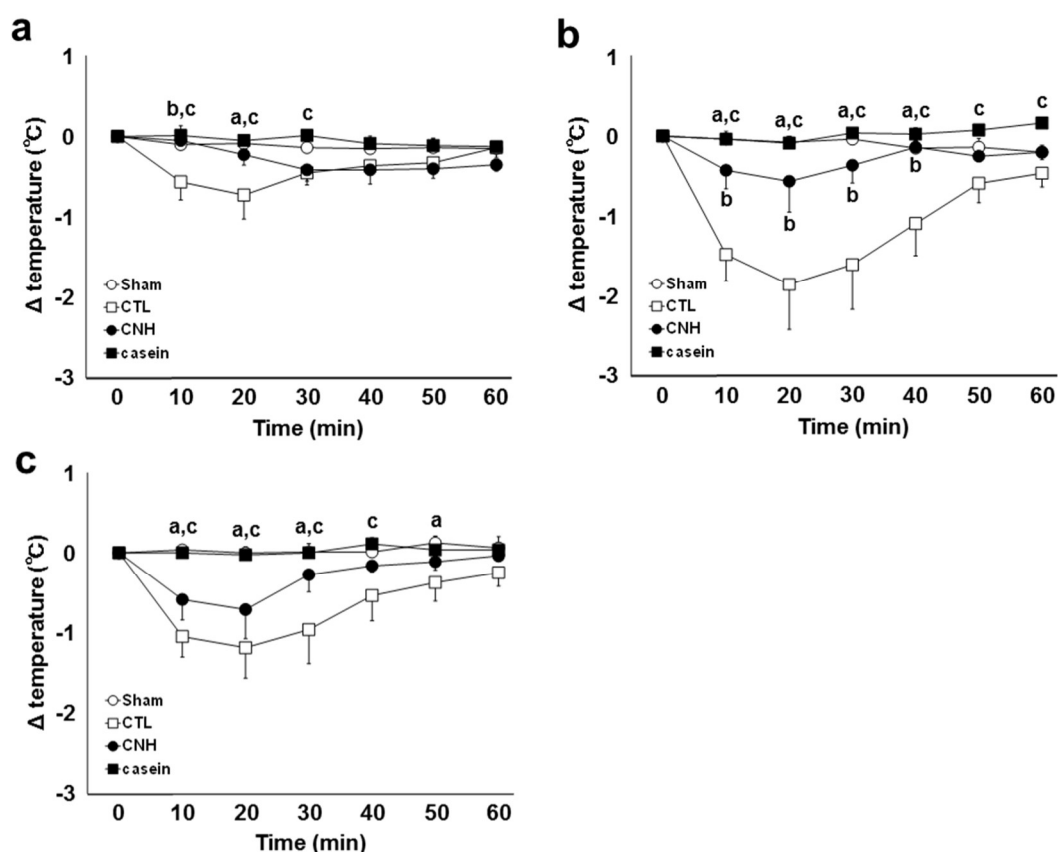 a
1
0
-1
-2
-3
Δ temperature (℃)
b,c
a,c
c
Sham
CTL
CNH
casein
0 10 20 30 40 50 60
Time (min)
b
1
0
-1
-2
-3
Δ temperature (℃)
a,c a,c a,c a,c c c
b b b b
Sham
CTL
CNH
casein
0 10 20 30 40 50 60
Time (min)
c
1
0
-1
-2
-3
Δ temperature (℃)
a,c a,c a,c c a
Sham
CTL
CNH
casein
0 10 20 30 40 50 60
Time (min)